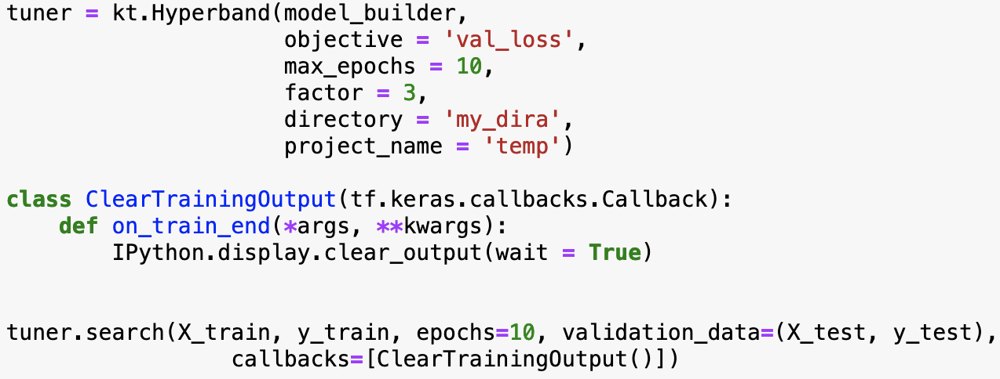 tuner = kt.Hyperband(model_builder,
                     objective = 'val_loss',
                     max_epochs = 10,
                     factor = 3,
                     directory = 'my_dira',
                     project_name = 'temp')

class ClearTrainingOutput(tf.keras.callbacks.Callback):
    def on_train_end(*args, **kwargs):
        IPython.display.clear_output(wait = True)


tuner.search(X_train, y_train, epochs=10, validation_data=(X_test, y_test),
                 callbacks=[ClearTrainingOutput()])